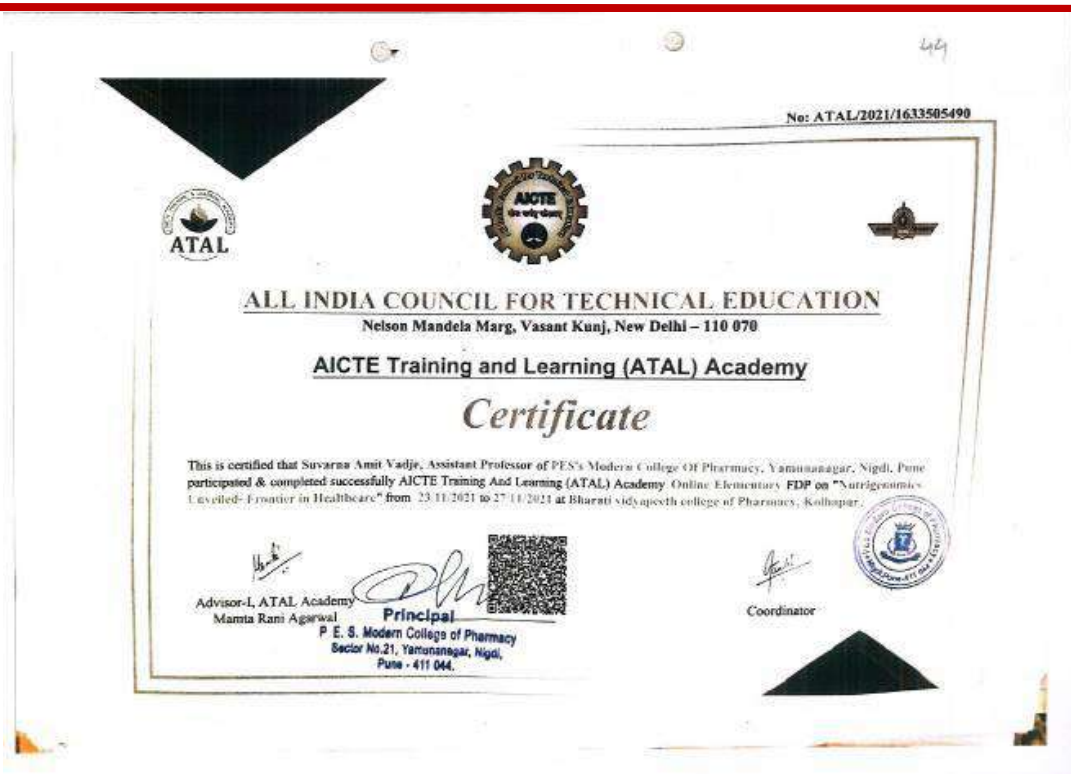 44
No: ATAL/2021/1633505490
ATAL
AICTE
ALL INDIA COUNCIL FOR TECHNICAL EDUCATION
Nelson Mandela Marg, Vasant Kunj, New Delhi – 110 070
AICTE Training and Learning (ATAL) Academy
Certificate
This is certified that Suvarna Amit Vadje, Assistant Professor of PES's Modern College Of Pharmacy, Yamunanagar, Nigdi, Pune
participated & completed successfully AICTE Training And Learning (ATAL) Academy Online Elementary FDP on "Nutrigenomics
Unveiled- Frontier in Healthcare" from 23/11/2021 to 27/11/2021 at Bharati vidyapeeth college of Pharmacy, Kolhapur.
Advisor-I, ATAL Academy
Mamta Rani Agarwal
Principal
P. E. S. Modern College of Pharmacy
Sector No.21, Yamunanagar, Nigdi,
Pune - 411 044.
Coordinator